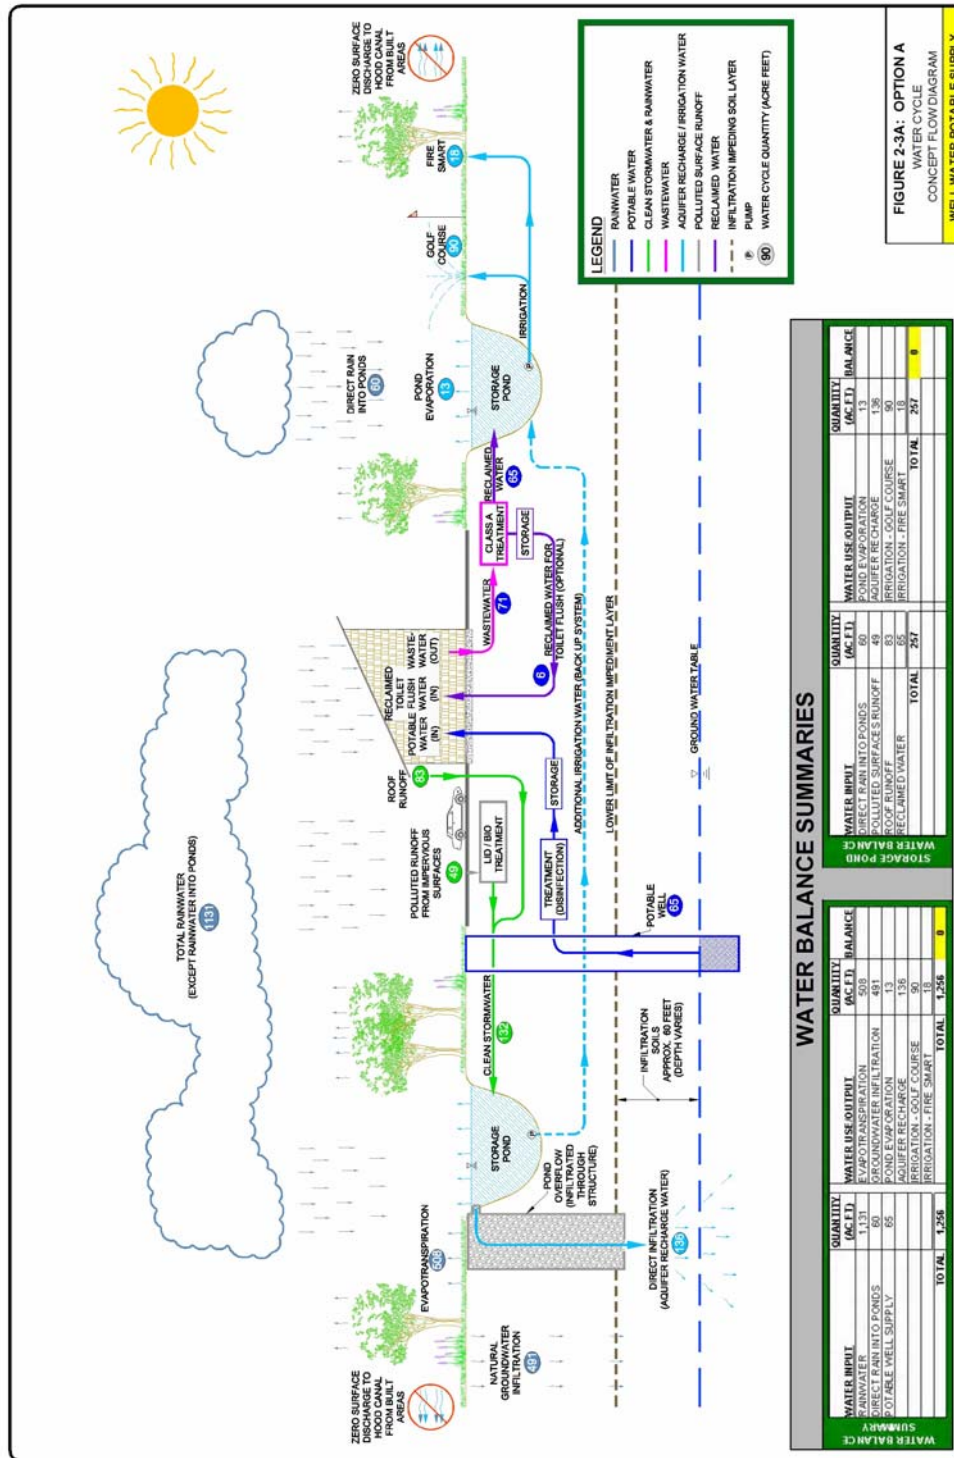 ZERO SURFACE
DISCHARGE TO
HOOD CANAL
FROM BUILT
AREAS
TOTAL RAINWATER
(EXCEPT RAINWATER INTO PONDS)
1131
DIRECT RAIN
INTO PONDS
60
ZERO SURFACE
DISCHARGE TO
HOOD CANAL
FROM BUILT
AREAS
EVAPOTRANSPIRATION
508
POLLUTED RUNOFF
FROM IMPERVIOUS
SURFACES
49
ROOF
RUNOFF
83
RECLAIMED
TOILET
POTABLE FLUSH WASTE-
WATER WATER WATER
(IN) (IN) (OUT)
POND
EVAPORATION
13
GOLF
COURSE
90
FIRE
SMART
18
NATURAL
GROUNDWATER
INFILTRATION
491
STORAGE
POND
CLEAN STORMWATER
132
LID / BIO
TREATMENT
WASTEWATER
71
CLASS A
TREATMENT
RECLAIMED
WATER
65
STORAGE
POND
IRRIGATION
STORAGE
6
RECLAIMED WATER FOR
TOILET FLUSH (OPTIONAL)
POND
OVERFLOW
(INFILTRATED
THROUGH
STRUCTURE)
TREATMENT
(DISINFECTION)
STORAGE
ADDITIONAL IRRIGATION WATER (BACK UP SYSTEM)
LOWER LIMIT OF INFILTRATION IMPEDIMENT LAYER
POTABLE
WELL
65
DIRECT INFILTRATION
(AQUIFER RECHARGE WATER)
136
INFILTRATION
SOILS
APPROX. 60 FEET
(DEPTH VARIES)
GROUND WATER TABLE
LEGEND
RAINWATER
POTABLE WATER
CLEAN STORMWATER & RAINWATER
WASTEWATER
AQUIFER RECHARGE / IRRIGATION WATER
POLLUTED SURFACE RUNOFF
RECLAIMED WATER
INFILTRATION IMPEDING SOIL LAYER
P PUMP
90 WATER CYCLE QUANTITY (ACRE FEET)
WATER BALANCE SUMMARIES
WATER BALANCE
SUMMARY
WATER INPUT QUANTITY (AC FT) WATER USE/OUTPUT QUANTITY (AC FT) BALANCE
RAINWATER 1,131 EVAPOTRANSPIRATION 508
DIRECT RAIN INTO PONDS 60 GROUNDWATER INFILTRATION 491
POTABLE WELL SUPPLY 65 POND EVAPORATION 13
AQUIFER RECHARGE 136
IRRIGATION - GOLF COURSE 90
IRRIGATION - FIRE SMART 18
TOTAL 1,256 TOTAL 1,256 0
STORAGE POND
WATER BALANCE
WATER INPUT QUANTITY (AC FT) WATER USE/OUTPUT QUANTITY (AC FT) BALANCE
DIRECT RAIN INTO PONDS 60 POND EVAPORATION 13
POLLUTED SURFACES RUNOFF 49 AQUIFER RECHARGE 136
ROOF RUNOFF 83 IRRIGATION - GOLF COURSE 90
RECLAIMED WATER 65 IRRIGATION - FIRE SMART 18
TOTAL 257 TOTAL 257 0
FIGURE 2-3A: OPTION A
WATER CYCLE
CONCEPT FLOW DIAGRAM
WELL WATER POTABLE SUPPLY